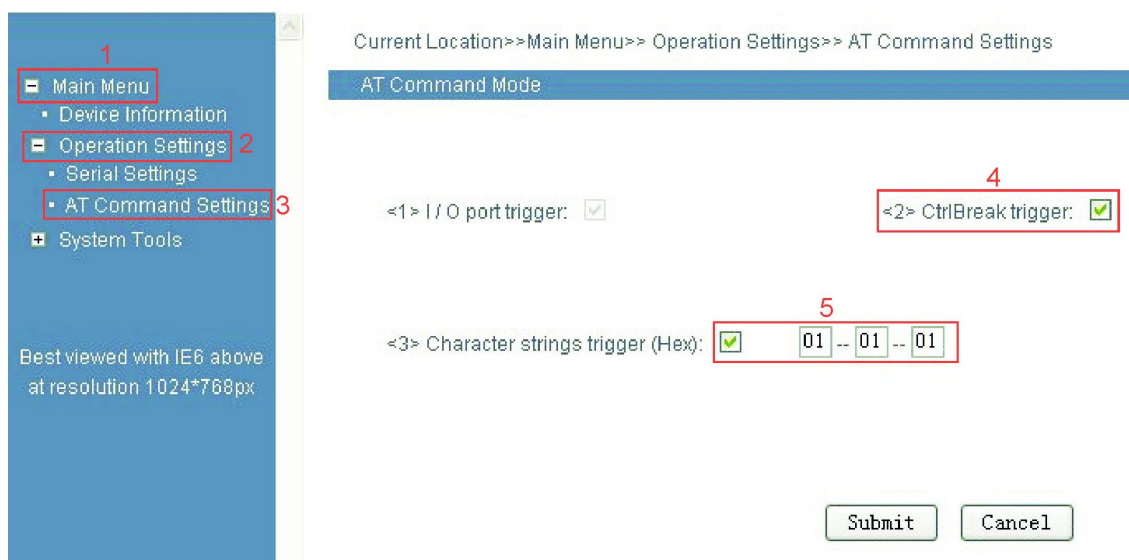 Current Location>>Main Menu>> Operation Settings>> AT Command Settings
1
Main Menu
Device Information
Operation Settings 2
Serial Settings
AT Command Settings 3
System Tools
Best viewed with IE6 above
at resolution 1024*768px
AT Command Mode
4
<1> I / O port trigger:
<2> CtrlBreak trigger:
5
<3> Character strings trigger (Hex): 01 -- 01 -- 01
Submit Cancel